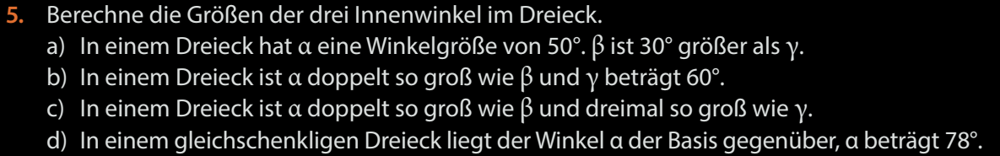 5. Berechne die Größen der drei Innenwinkel im Dreieck.
a) In einem Dreieck hat α eine Winkelgröße von 50°. β ist 30° größer als γ.
b) In einem Dreieck ist α doppelt so groß wie β und γ beträgt 60°.
c) In einem Dreieck ist α doppelt so groß wie β und dreimal so groß wie γ.
d) In einem gleichschenkligen Dreieck liegt der Winkel α der Basis gegenüber, α beträgt 78°.